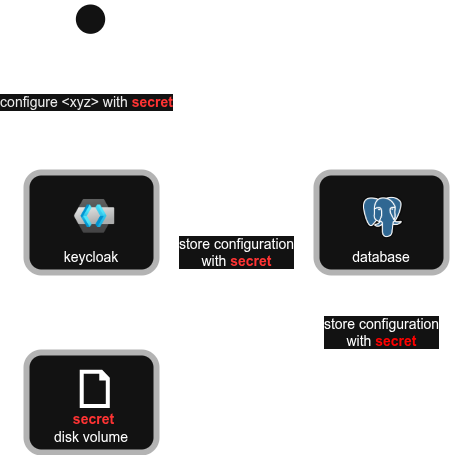 configure <xyz> with secret
keycloak
store configuration
with secret
database
store configuration
with secret
secret
disk volume